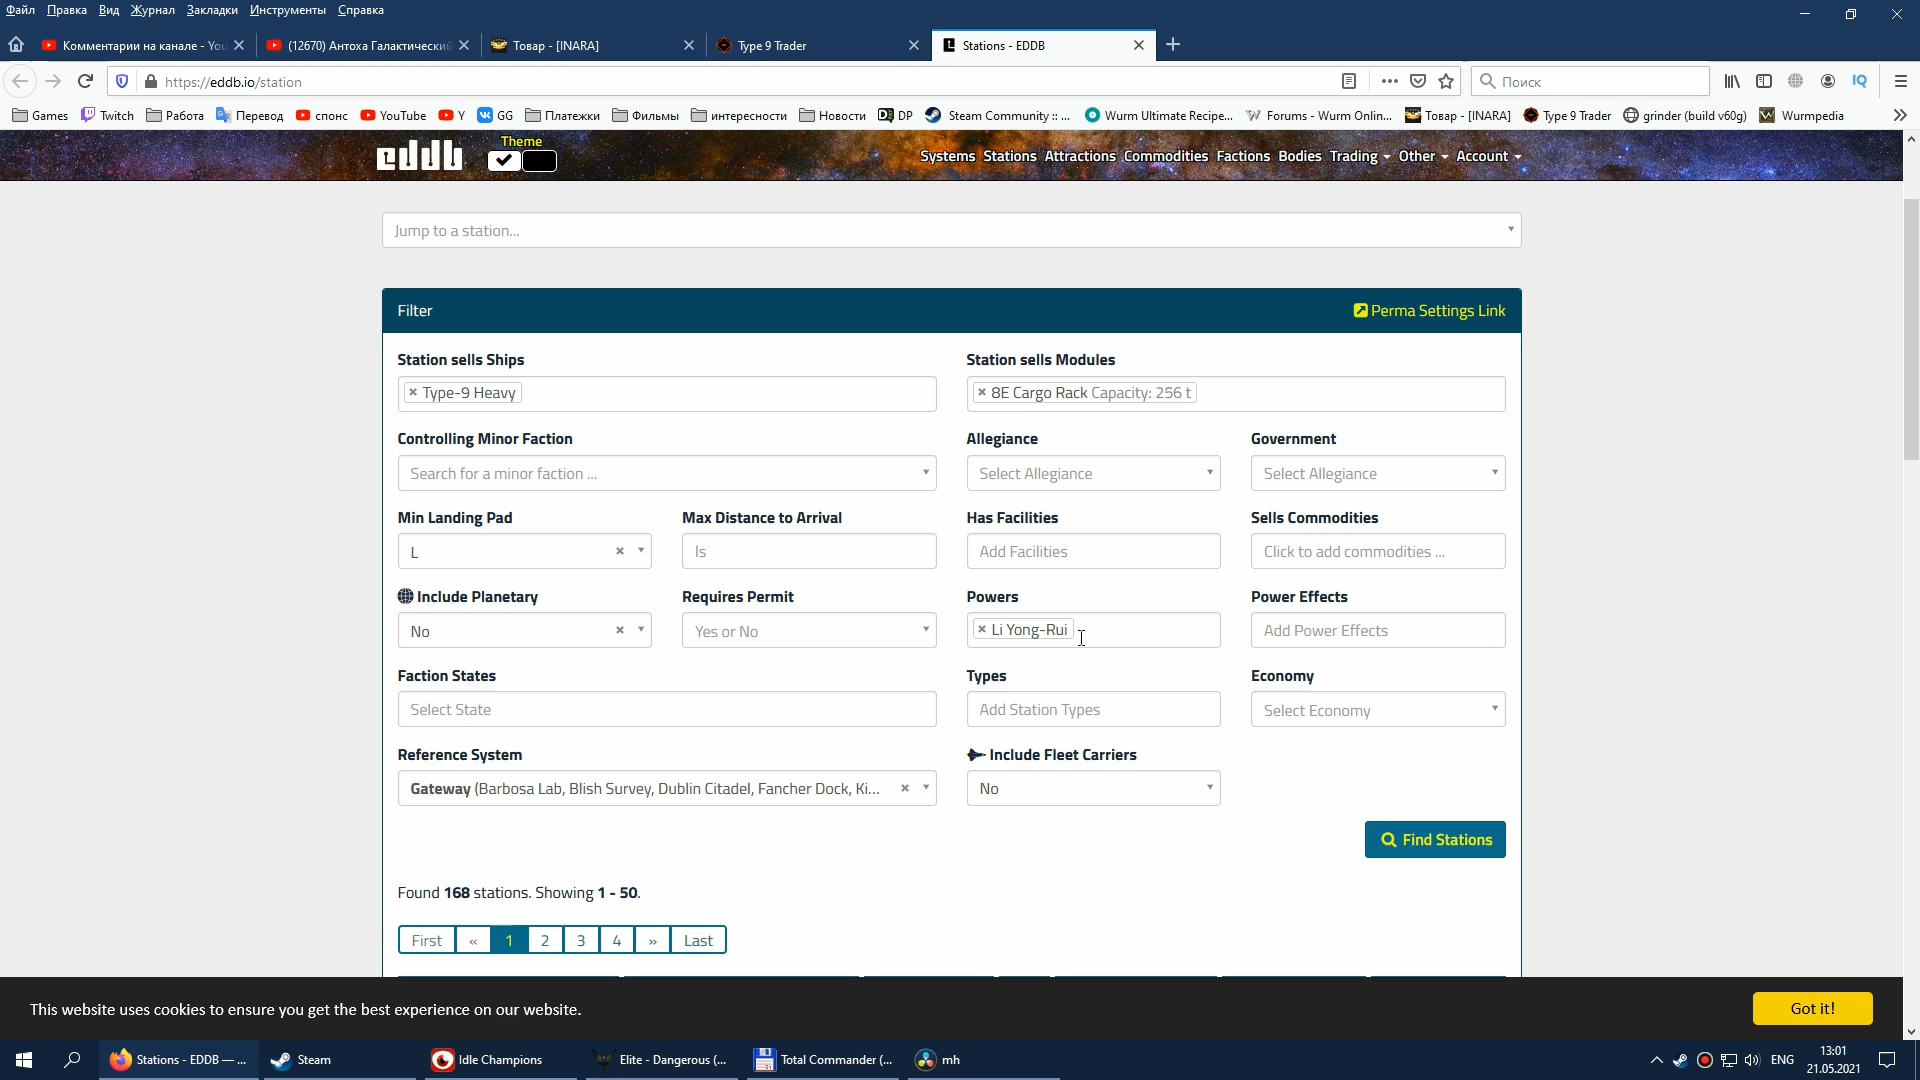 Файл Правка Вид Журнал Закладки Инструменты Справка
Комментарии на канале - You
(12670) Антоха Галактический
Товар - [INARA]
Type 9 Trader
Stations - EDDB
https://eddb.io/station
Поиск
Games Twitch Работа Перевод спонс YouTube Y GG Платежки Фильмы интересности Новости DP Steam Community :: ... Wurm Ultimate Recipe... Forums - Wurm Onlin... Товар - [INARA] Type 9 Trader grinder (build v60g) Wurmpedia
eddb
Theme
Systems Stations Attractions Commodities Factions Bodies Trading Other Account
Jump to a station...
Filter
Perma Settings Link
Station sells Ships
Station sells Modules
× Type-9 Heavy
× 8E Cargo Rack Capacity: 256 t
Controlling Minor Faction
Allegiance
Government
Search for a minor faction ...
Select Allegiance
Select Allegiance
Min Landing Pad
Max Distance to Arrival
Has Facilities
Sells Commodities
L ×
ls
Add Facilities
Click to add commodities ...
Include Planetary
Requires Permit
Powers
Power Effects
No ×
Yes or No
× Li Yong-Rui
Add Power Effects
Faction States
Types
Economy
Select State
Add Station Types
Select Economy
Reference System
Include Fleet Carriers
Gateway (Barbosa Lab, Blish Survey, Dublin Citadel, Fancher Dock, Ki... ×
No
Find Stations
Found 168 stations. Showing 1 - 50.
First « 1 2 3 4 » Last
This website uses cookies to ensure you get the best experience on our website.
Got it!
Stations - EDDB — ...
Steam
Idle Champions
Elite - Dangerous (...
Total Commander (...
mh
ENG
13:01
21.05.2021